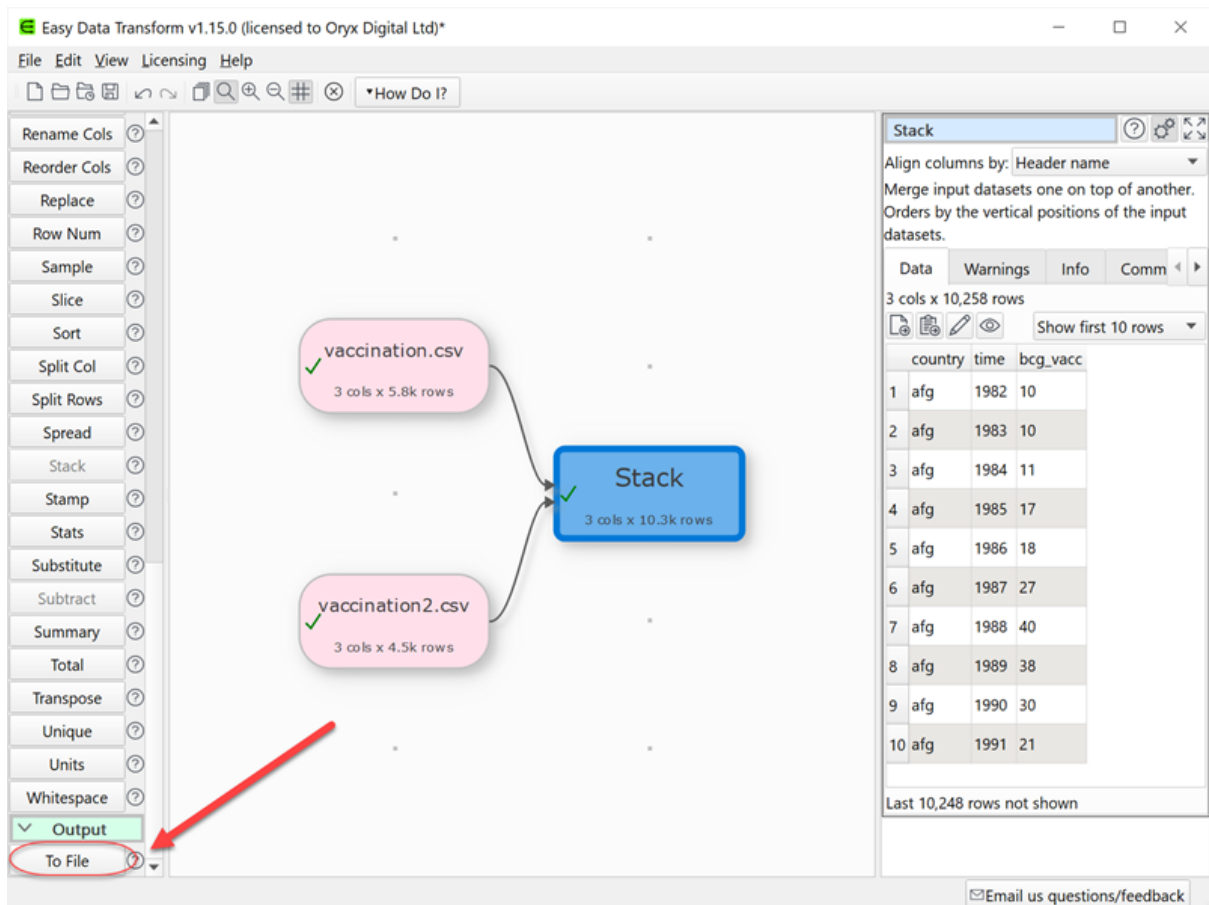 Easy Data Transform v1.15.0 (licensed to Oryx Digital Ltd)*
File Edit View Licensing Help
How Do I?
Rename Cols
Reorder Cols
Replace
Row Num
Sample
Slice
Sort
Split Col
Split Rows
Spread
Stack
Stamp
Stats
Substitute
Subtract
Summary
Total
Transpose
Unique
Units
Whitespace
Output
To File
vaccination.csv
3 cols x 5.8k rows
vaccination2.csv
3 cols x 4.5k rows
Stack
3 cols x 10.3k rows
Stack
Align columns by: Header name
Merge input datasets one on top of another.
Orders by the vertical positions of the input
datasets.
Data Warnings Info Comm
3 cols x 10,258 rows
Show first 10 rows
country time bcg_vacc
1 afg 1982 10
2 afg 1983 10
3 afg 1984 11
4 afg 1985 17
5 afg 1986 18
6 afg 1987 27
7 afg 1988 40
8 afg 1989 38
9 afg 1990 30
10 afg 1991 21
Last 10,248 rows not shown
Email us questions/feedback